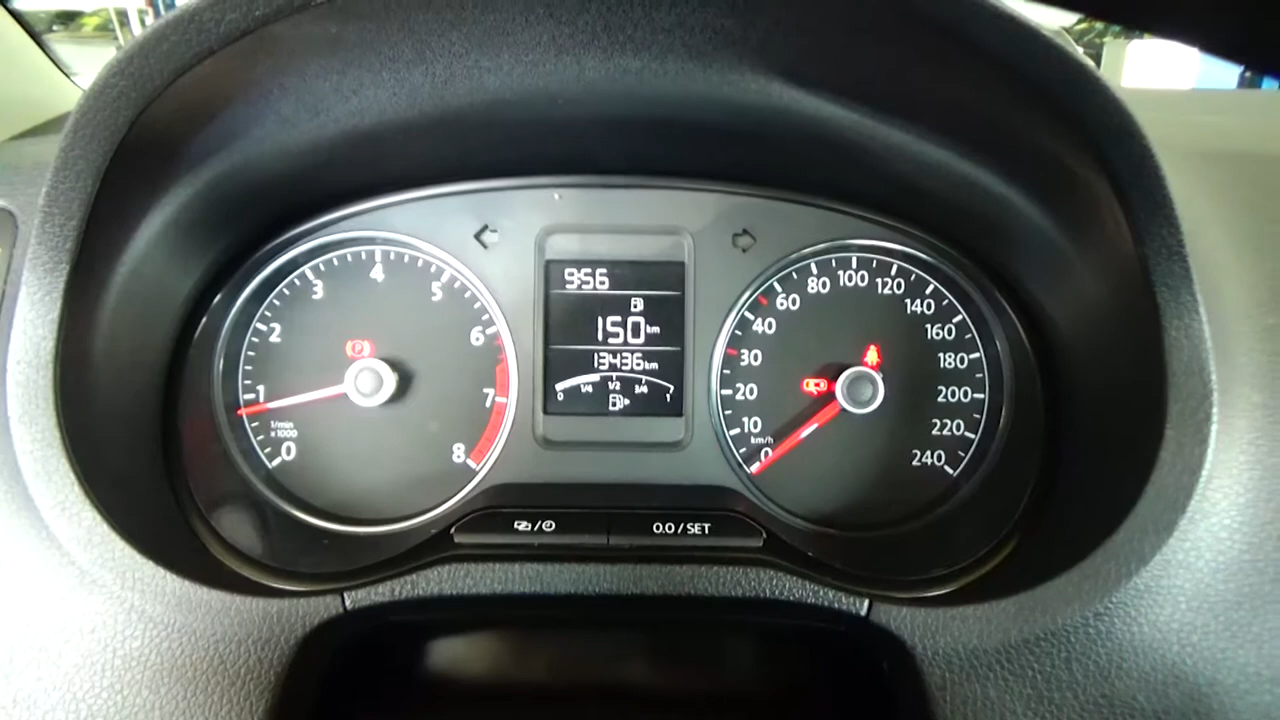 9:56
150 km
13436 km
0 1/4 1/2 3/4 1
0 1 2 3 4 5 6 7 8
1/min
x1000
P
0 10 20 30 40 60 80 100 120 140 160 180 200 220 240
km/h
0.0 / SET